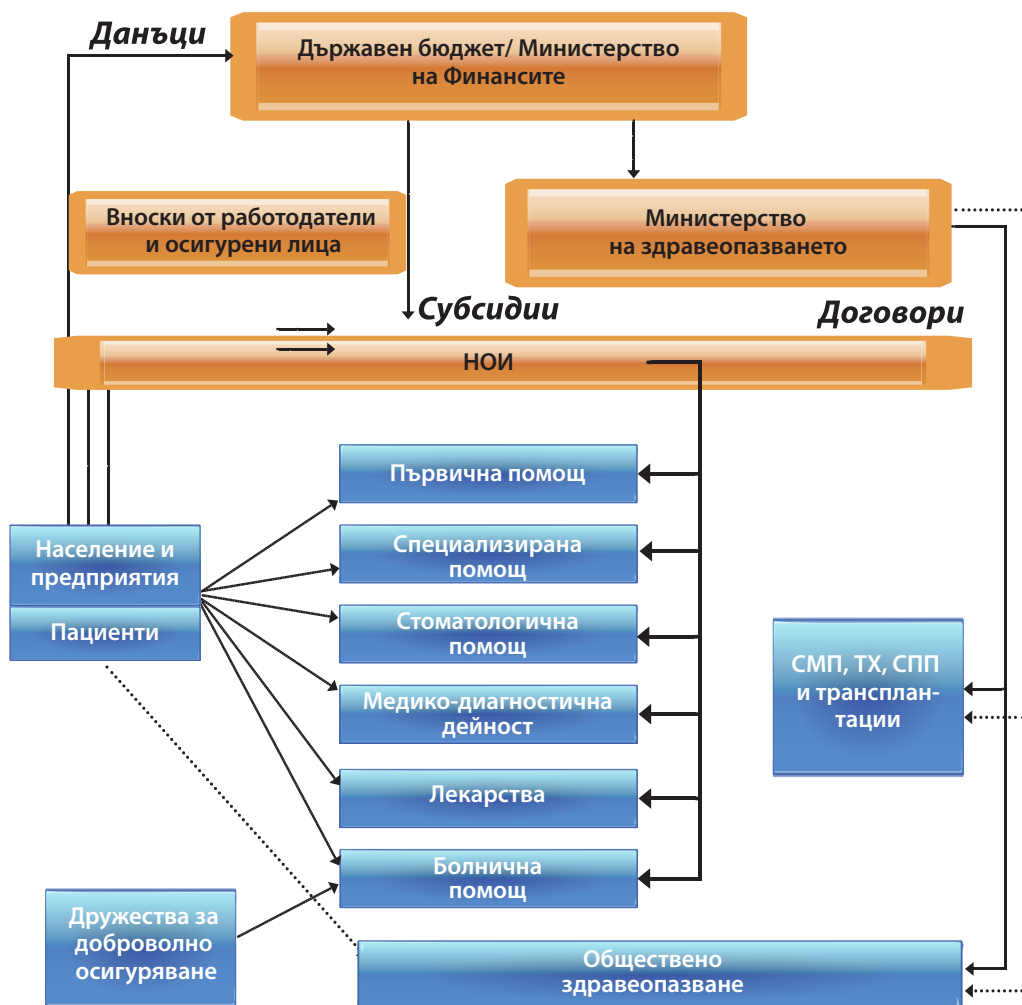 Данъци
Държавен бюджет/ Министерство
на Финансите
Вноски от работодатели
и осигурени лица
Министерство
на здравеопазването
Субсидии
Договори
НОИ
Първична помощ
Население и
предприятия
Пациенти
Специализирана
помощ
Стоматологична
помощ
СМП, ТХ, СПП
и трансплан-
тации
Медико-диагностична
дейност
Лекарства
Болнична
помощ
Дружества за
доброволно
осигуряване
Обществено
здравеопазване